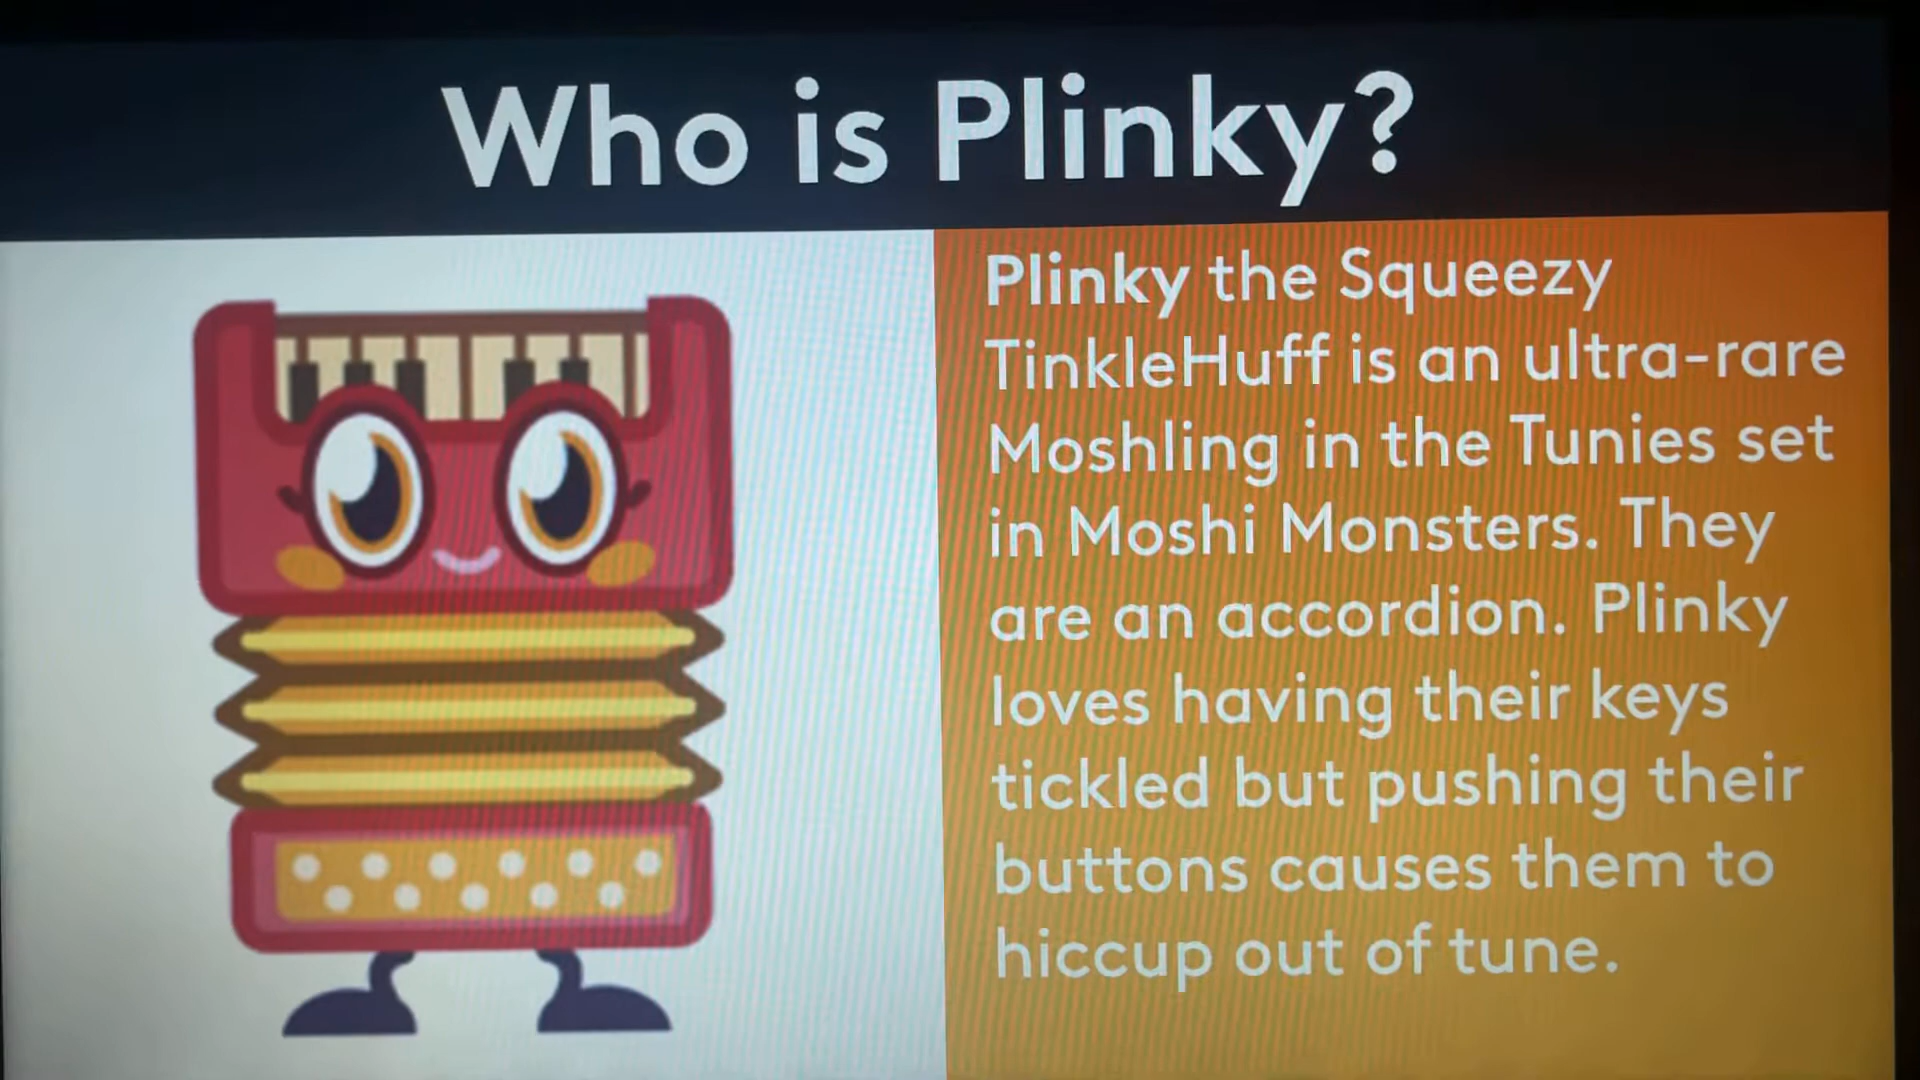 Who is Plinky?
Plinky the Squeezy
TinkleHuff is an ultra-rare
Moshling in the Tunies set
in Moshi Monsters. They
are an accordion. Plinky
loves having their keys
tickled but pushing their
buttons causes them to
hiccup out of tune.